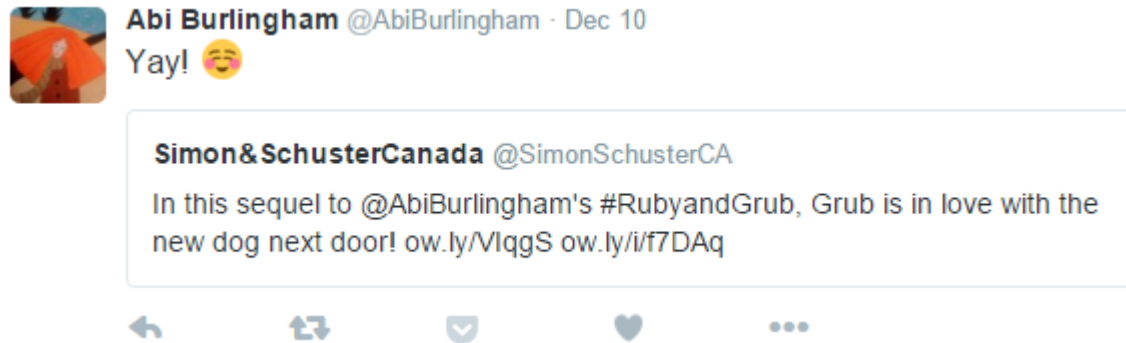 Abi Burlingham @AbiBurlingham · Dec 10
Yay! ☺️
Simon&SchusterCanada @SimonSchusterCA
In this sequel to @AbiBurlingham's #RubyandGrub, Grub is in love with the
new dog next door! ow.ly/VIqgS ow.ly/i/f7DAq